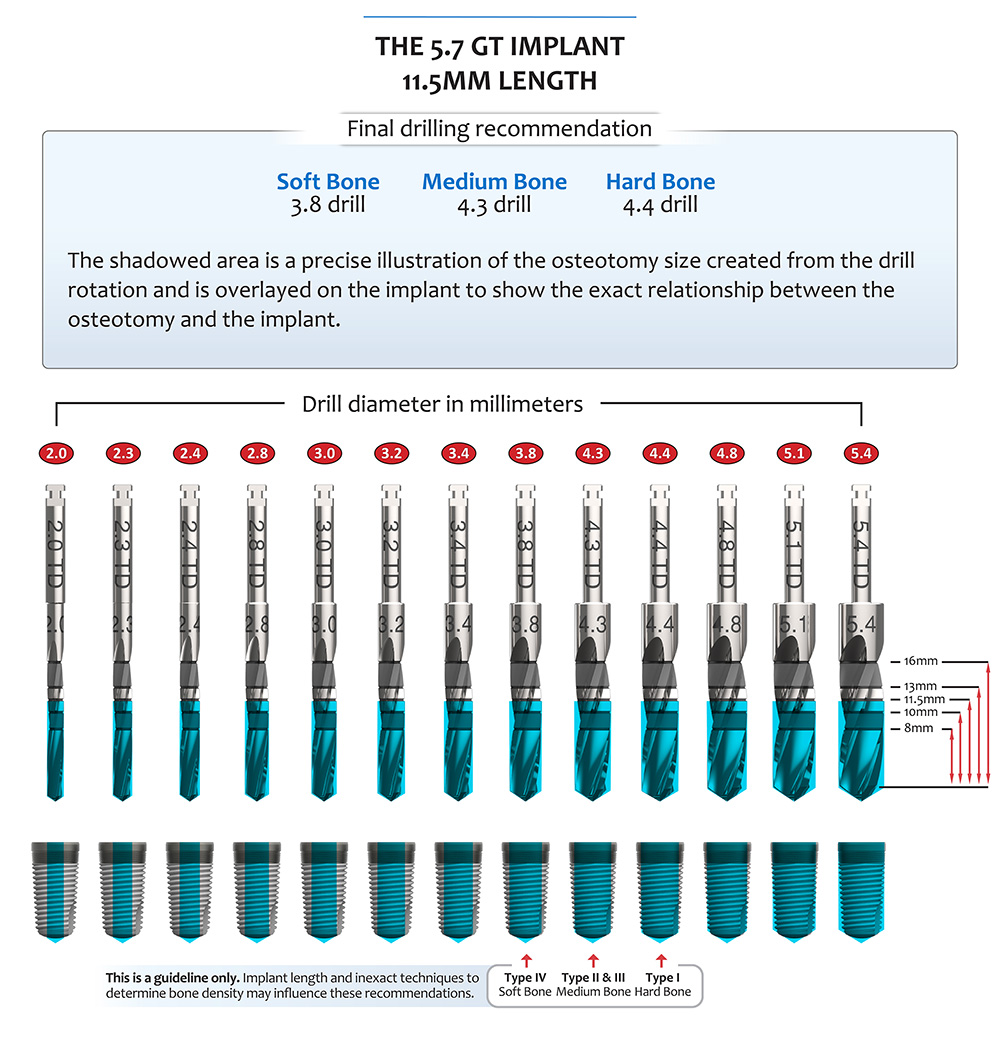 THE 5.7 GT IMPLANT
11.5MM LENGTH
Final drilling recommendation
Soft Bone Medium Bone Hard Bone
3.8 drill 4.3 drill 4.4 drill
The shadowed area is a precise illustration of the osteotomy size created from the drill
rotation and is overlayed on the implant to show the exact relationship between the
osteotomy and the implant.
Drill diameter in millimeters
2.0 2.3 2.4 2.8 3.0 3.2 3.4 3.8 4.3 4.4 4.8 5.1 5.4
2.0 TD 2.3 TD 2.4 TD 2.8 TD 3.0 TD 3.2 TD 3.4 TD 3.8 TD 4.3 TD 4.4 TD 4.8 TD 5.1 TD 5.4 TD
2.0 2.3 2.4 2.8 3.0 3.2 3.4 3.8 4.3 4.4 4.8 5.1 5.4
16mm
13mm
11.5mm
10mm
8mm
This is a guideline only. Implant length and inexact techniques to
determine bone density may influence these recommendations.
Type IV Type II & III Type I
Soft Bone Medium Bone Hard Bone